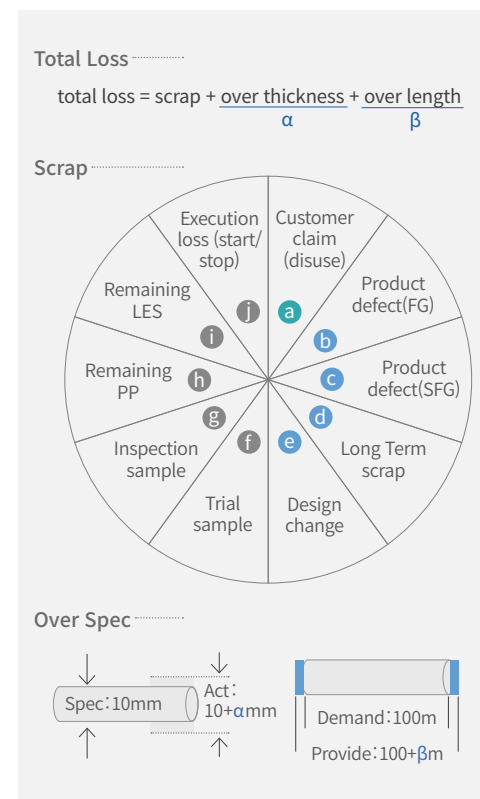 Total Loss
total loss = scrap + over thickness + over length
α β
Scrap
Customer
claim
(disuse)
a
Product
defect(FG)
b
Product
defect(SFG)
c
Long Term
scrap
d
Design
change
e
Trial
sample
f
Inspection
sample
g
Remaining
PP
h
Remaining
LES
i
Execution
loss (start/
stop)
j
Over Spec
Spec:10mm
Act:
10+αmm
Demand:100m
Provide:100+βm